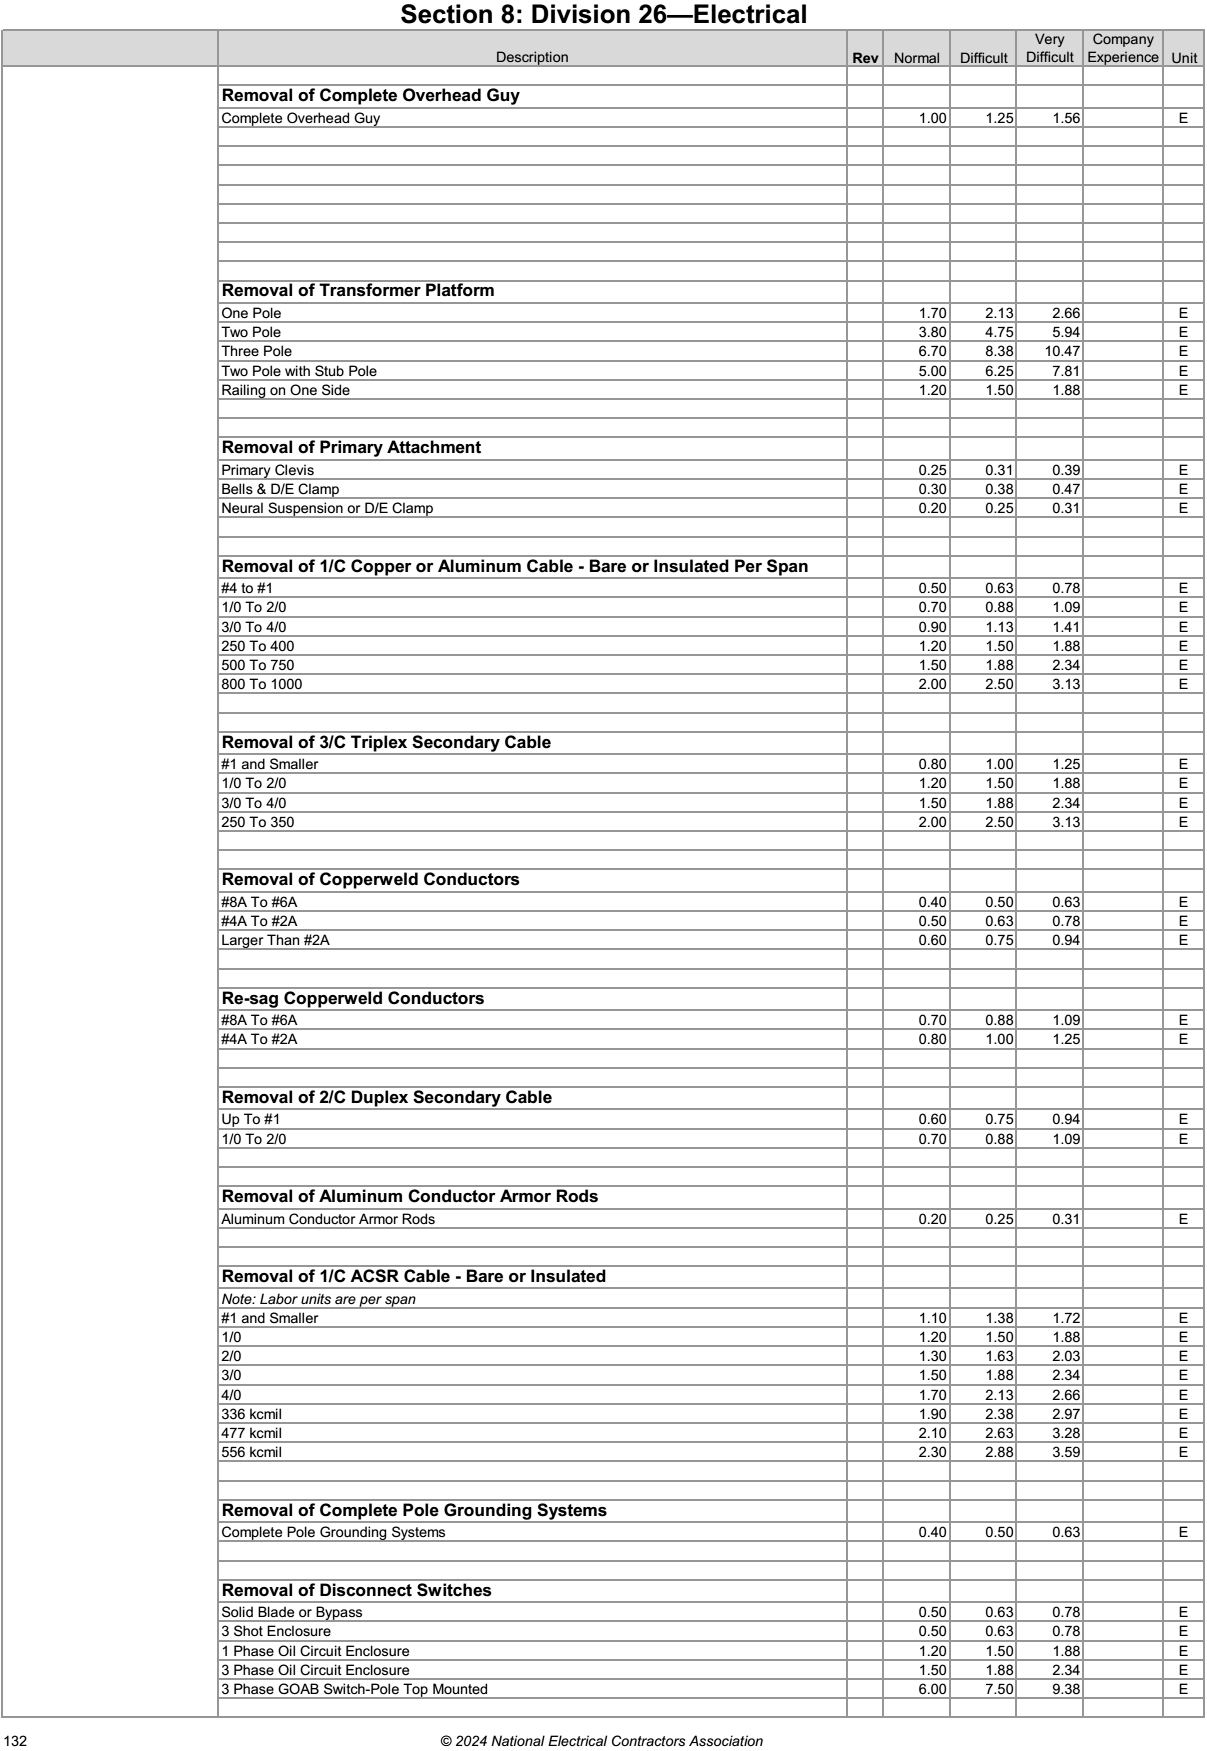 Section 8: Division 26—Electrical
Description Rev Normal Difficult Very Difficult Company Experience Unit
Removal of Complete Overhead Guy
Complete Overhead Guy 1.00 1.25 1.56 E
Removal of Transformer Platform
One Pole 1.70 2.13 2.66 E
Two Pole 3.80 4.75 5.94 E
Three Pole 6.70 8.38 10.47 E
Two Pole with Stub Pole 5.00 6.25 7.81 E
Railing on One Side 1.20 1.50 1.88 E
Removal of Primary Attachment
Primary Clevis 0.25 0.31 0.39 E
Bells & D/E Clamp 0.30 0.38 0.47 E
Neural Suspension or D/E Clamp 0.20 0.25 0.31 E
Removal of 1/C Copper or Aluminum Cable - Bare or Insulated Per Span
#4 to #1 0.50 0.63 0.78 E
1/0 To 2/0 0.70 0.88 1.09 E
3/0 To 4/0 0.90 1.13 1.41 E
250 To 400 1.20 1.50 1.88 E
500 To 750 1.50 1.88 2.34 E
800 To 1000 2.00 2.50 3.13 E
Removal of 3/C Triplex Secondary Cable
#1 and Smaller 0.80 1.00 1.25 E
1/0 To 2/0 1.20 1.50 1.88 E
3/0 To 4/0 1.50 1.88 2.34 E
250 To 350 2.00 2.50 3.13 E
Removal of Copperweld Conductors
#8A To #6A 0.40 0.50 0.63 E
#4A To #2A 0.50 0.63 0.78 E
Larger Than #2A 0.60 0.75 0.94 E
Re-sag Copperweld Conductors
#8A To #6A 0.70 0.88 1.09 E
#4A To #2A 0.80 1.00 1.25 E
Removal of 2/C Duplex Secondary Cable
Up To #1 0.60 0.75 0.94 E
1/0 To 2/0 0.70 0.88 1.09 E
Removal of Aluminum Conductor Armor Rods
Aluminum Conductor Armor Rods 0.20 0.25 0.31 E
Removal of 1/C ACSR Cable - Bare or Insulated
Note: Labor units are per span
#1 and Smaller 1.10 1.38 1.72 E
1/0 1.20 1.50 1.88 E
2/0 1.30 1.63 2.03 E
3/0 1.50 1.88 2.34 E
4/0 1.70 2.13 2.66 E
336 kcmil 1.90 2.38 2.97 E
477 kcmil 2.10 2.63 3.28 E
556 kcmil 2.30 2.88 3.59 E
Removal of Complete Pole Grounding Systems
Complete Pole Grounding Systems 0.40 0.50 0.63 E
Removal of Disconnect Switches
Solid Blade or Bypass 0.50 0.63 0.78 E
3 Shot Enclosure 0.50 0.63 0.78 E
1 Phase Oil Circuit Enclosure 1.20 1.50 1.88 E
3 Phase Oil Circuit Enclosure 1.50 1.88 2.34 E
3 Phase GOAB Switch-Pole Top Mounted 6.00 7.50 9.38 E
132 © 2024 National Electrical Contractors Association